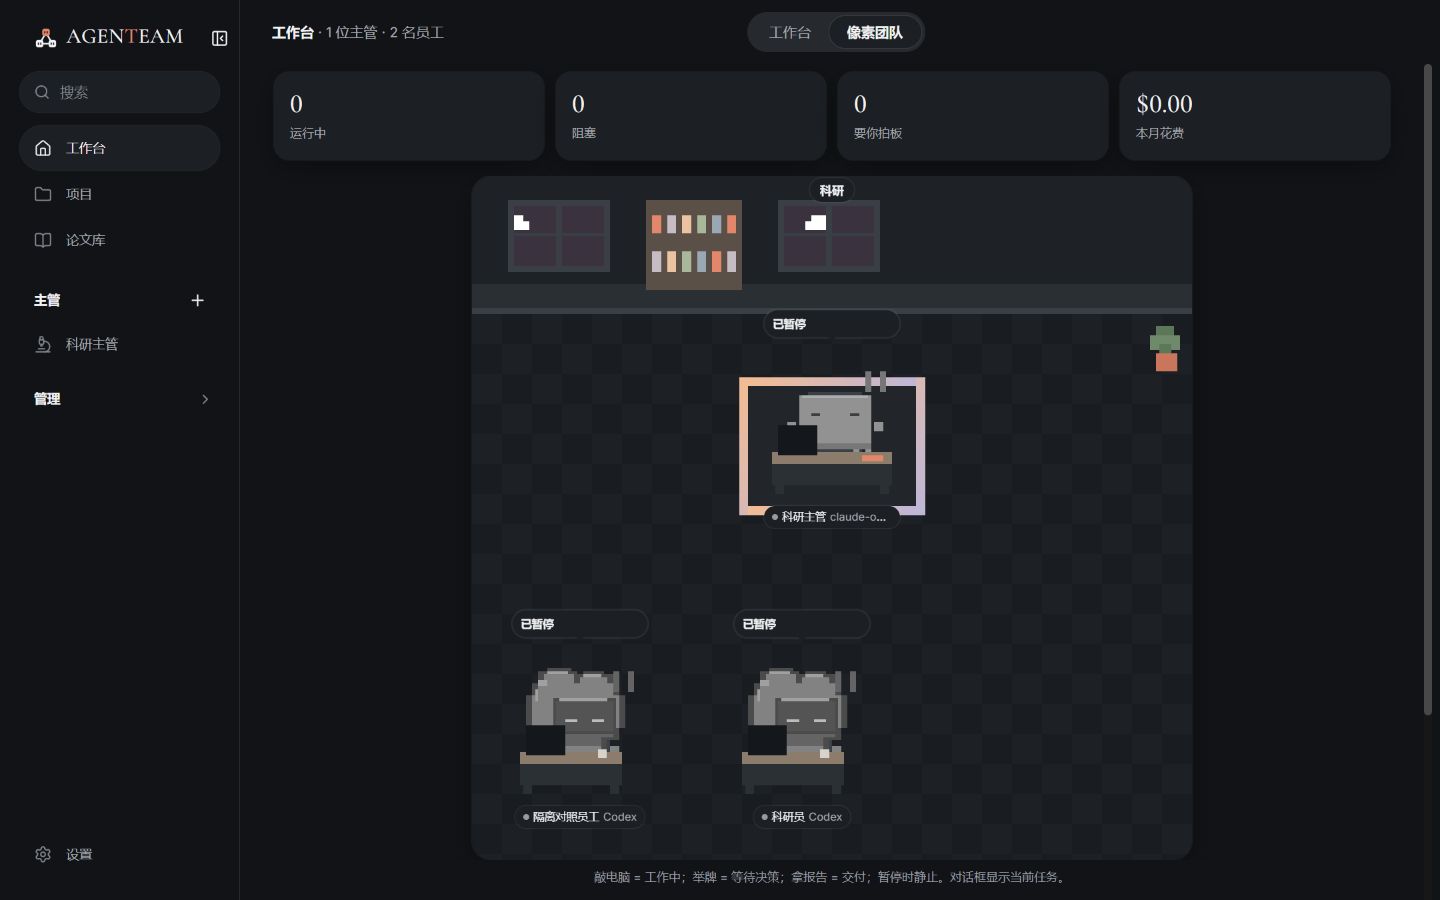 AGENTEAM
搜索
工作台
项目
论文库
主管
科研主管
管理
设置
工作台 · 1 位主管 · 2 名员工
工作台
像素团队
0
运行中
0
阻塞
0
要你拍板
$0.00
本月花费
科研
已暂停
科研主管 claude-o...
已暂停
已暂停
隔离对照员工 Codex
科研员 Codex
敲电脑 = 工作中；举牌 = 等待决策；拿报告 = 交付；暂停时静止。对话框显示当前任务。